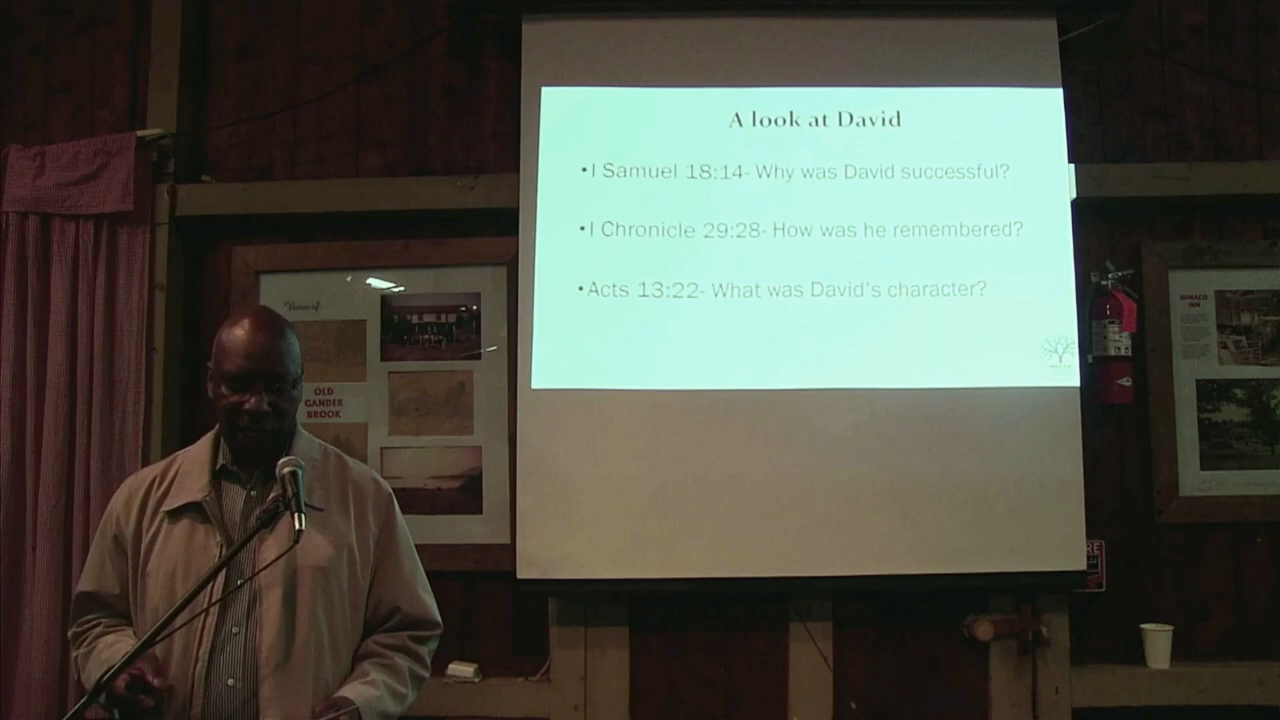 A look at David
•I Samuel 18:14- Why was David successful?
•I Chronicle 29:28- How was he remembered?
•Acts 13:22- What was David's character?
OLD
GANDER
BROOK